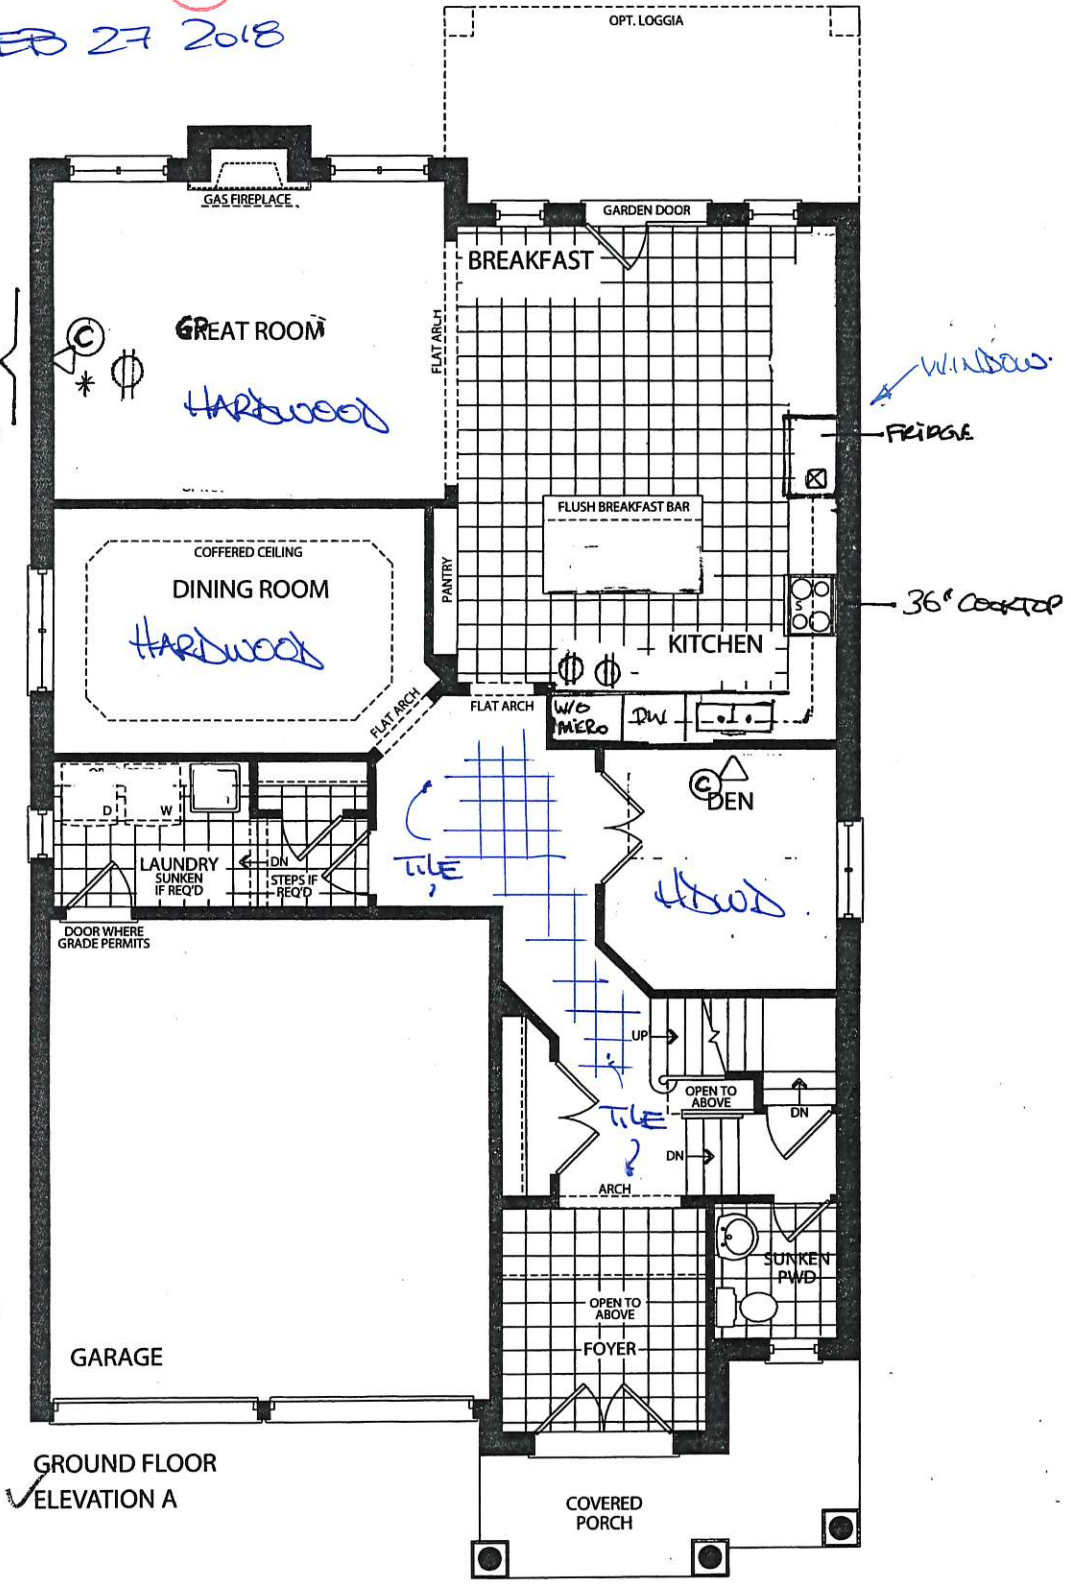 OPT. LOGGIA
27 2018
GAS FIREPLACE
GARDEN DOOR
BREAKFAST
C
GREAT ROOM
FLAT ARCH
HARDWOOD
WINDOW
FRIDGE
FLUSH BREAKFAST BAR
COFFERED CEILING
DINING ROOM
HARDWOOD
PANTRY
S
36" COOKTOP
KITCHEN
FLAT ARCH
FLAT ARCH
W/O
MICRO
DW
C
DEN
D
W
LAUNDRY
SUNKEN
IF REQ'D
DN
STEPS IF
REQ'D
TILE
HDWD
DOOR WHERE
GRADE PERMITS
UP
OPEN TO
ABOVE
DN
TILE
DN
ARCH
SUNKEN
PWD
OPEN TO
ABOVE
FOYER
GARAGE
GROUND FLOOR
ELEVATION A
COVERED
PORCH